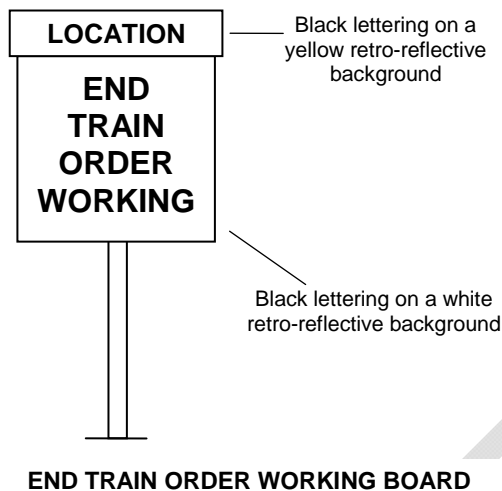 LOCATION
Black lettering on a
yellow retro-reflective
background
END
TRAIN
ORDER
WORKING
Black lettering on a white
retro-reflective background
END TRAIN ORDER WORKING BOARD